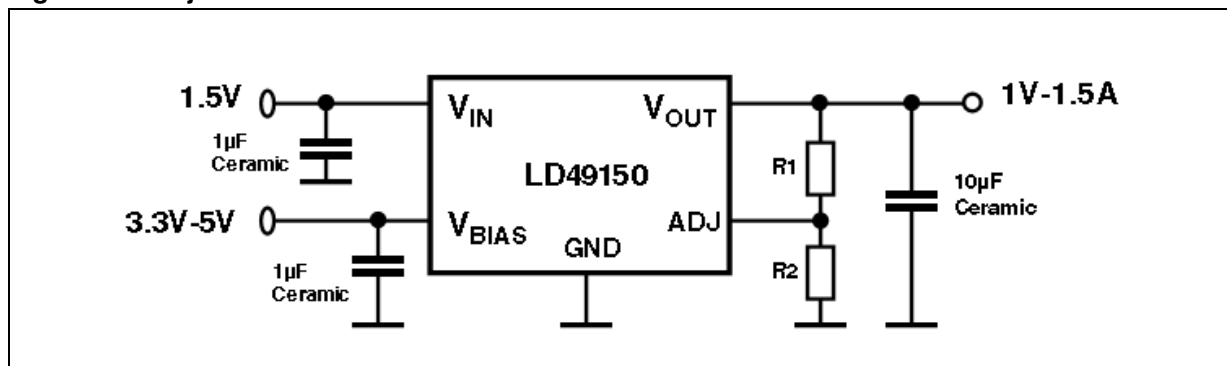 1.5V
1µF
Ceramic
3.3V-5V
1µF
Ceramic
VIN
VOUT
LD49150
VBIAS
ADJ
GND
R1
R2
10µF
Ceramic
1V-1.5A